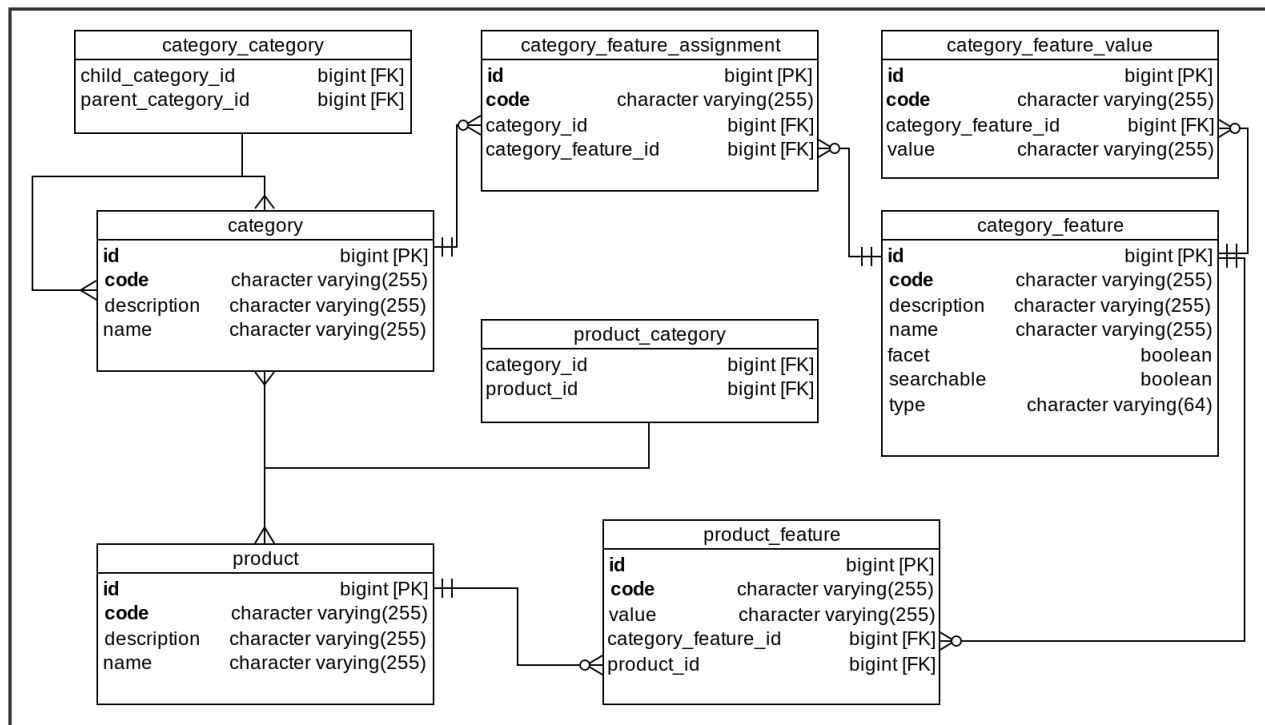 category_category
child_category_id bigint [FK]
parent_category_id bigint [FK]
category_feature_assignment
id bigint [PK]
code character varying(255)
category_id bigint [FK]
category_feature_id bigint [FK]
category_feature_value
id bigint [PK]
code character varying(255)
category_feature_id bigint [FK]
value character varying(255)
category
id bigint [PK]
code character varying(255)
description character varying(255)
name character varying(255)
category_feature
id bigint [PK]
code character varying(255)
description character varying(255)
name character varying(255)
facet boolean
searchable boolean
type character varying(64)
product_category
category_id bigint [FK]
product_id bigint [FK]
product
id bigint [PK]
code character varying(255)
description character varying(255)
name character varying(255)
product_feature
id bigint [PK]
code character varying(255)
value character varying(255)
category_feature_id bigint [FK]
product_id bigint [FK]